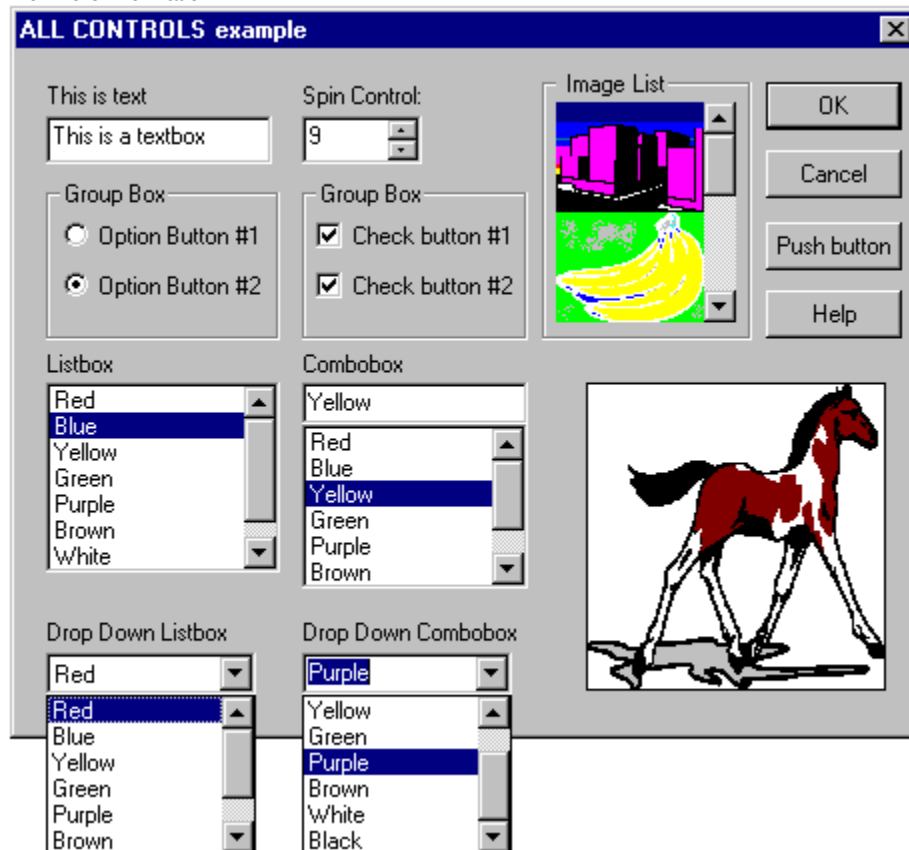 ALL CONTROLS example
This is text
This is a textbox
Spin Control:
9
Image List
OK
Cancel
Push button
Help
Group Box
Option Button #1
Option Button #2
Group Box
Check button #1
Check button #2
Listbox
Red
Blue
Yellow
Green
Purple
Brown
White
Combobox
Yellow
Red
Blue
Yellow
Green
Purple
Brown
Drop Down Listbox
Red
Red
Blue
Yellow
Green
Purple
Brown
Drop Down Combobox
Purple
Yellow
Green
Purple
Brown
White
Black